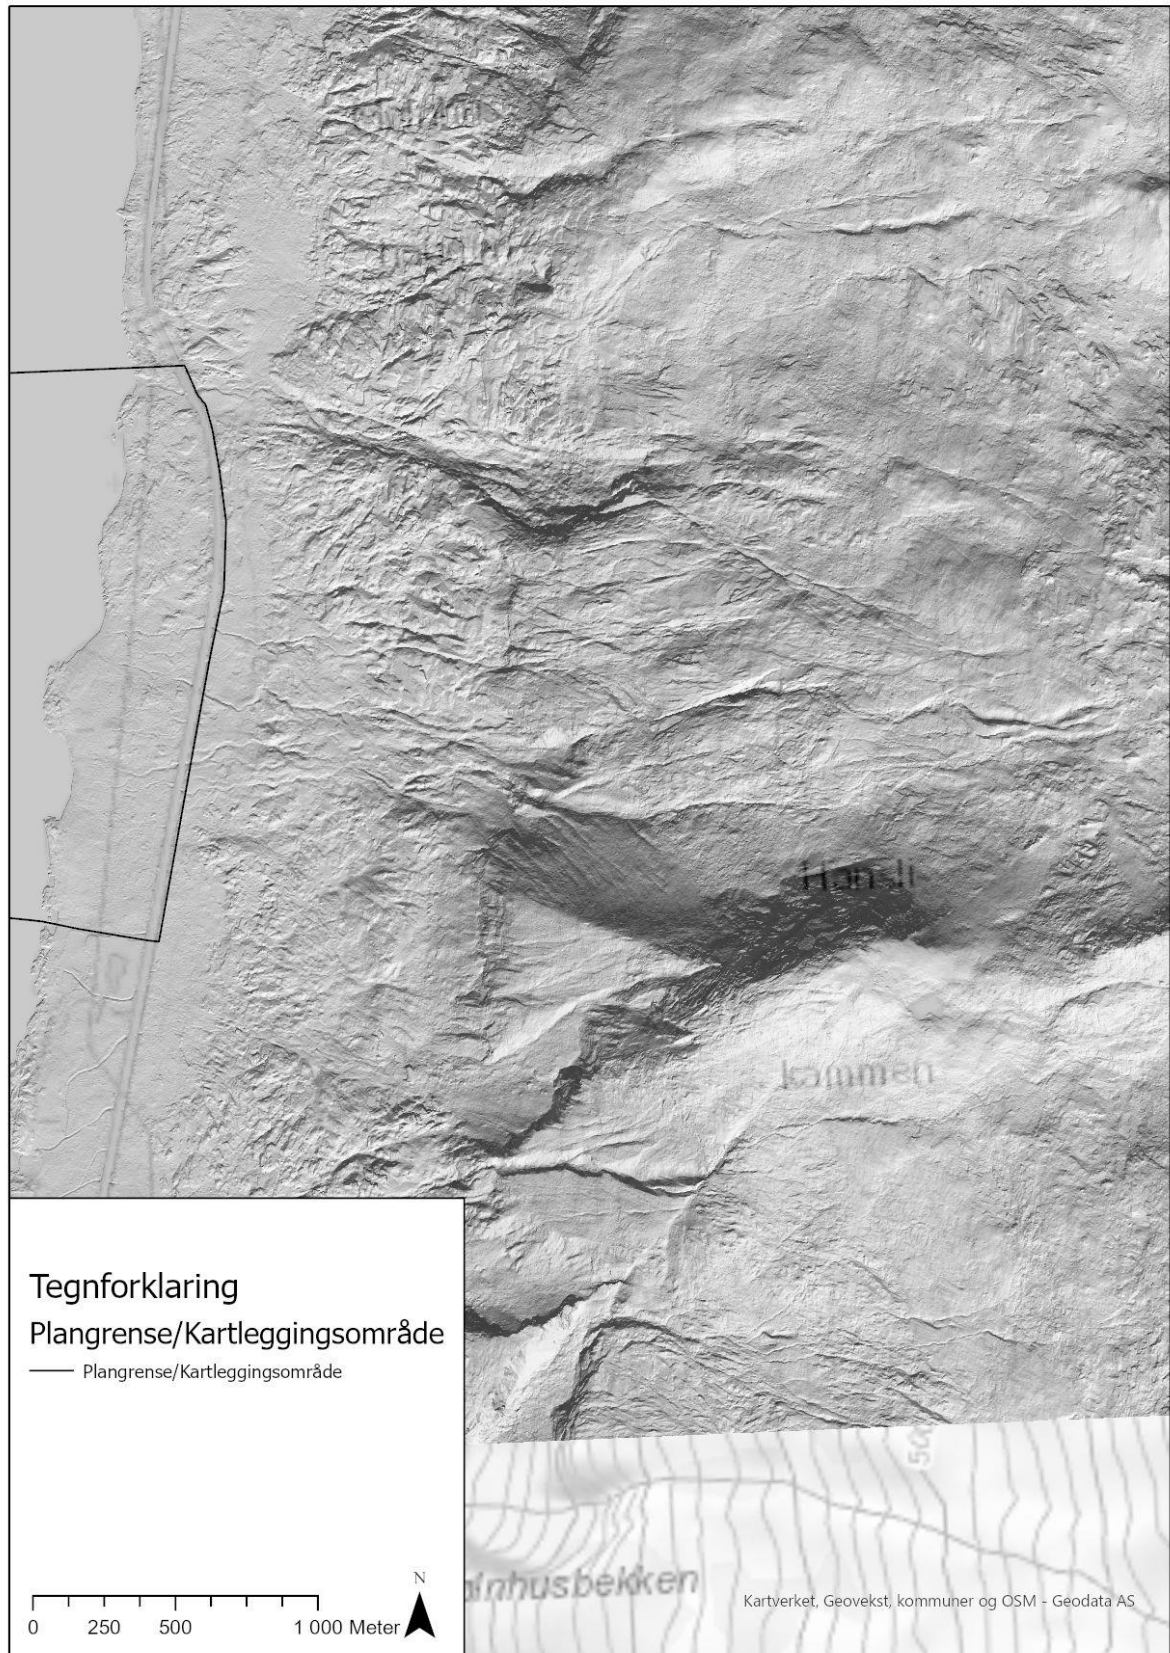 kammen
500
Tegnforklaring
Plangrense/Kartleggingsområde
Plangrense/Kartleggingsområde
N
0 250 500 1 000 Meter
Kartverket, Geovekst, kommuner og OSM - Geodata AS